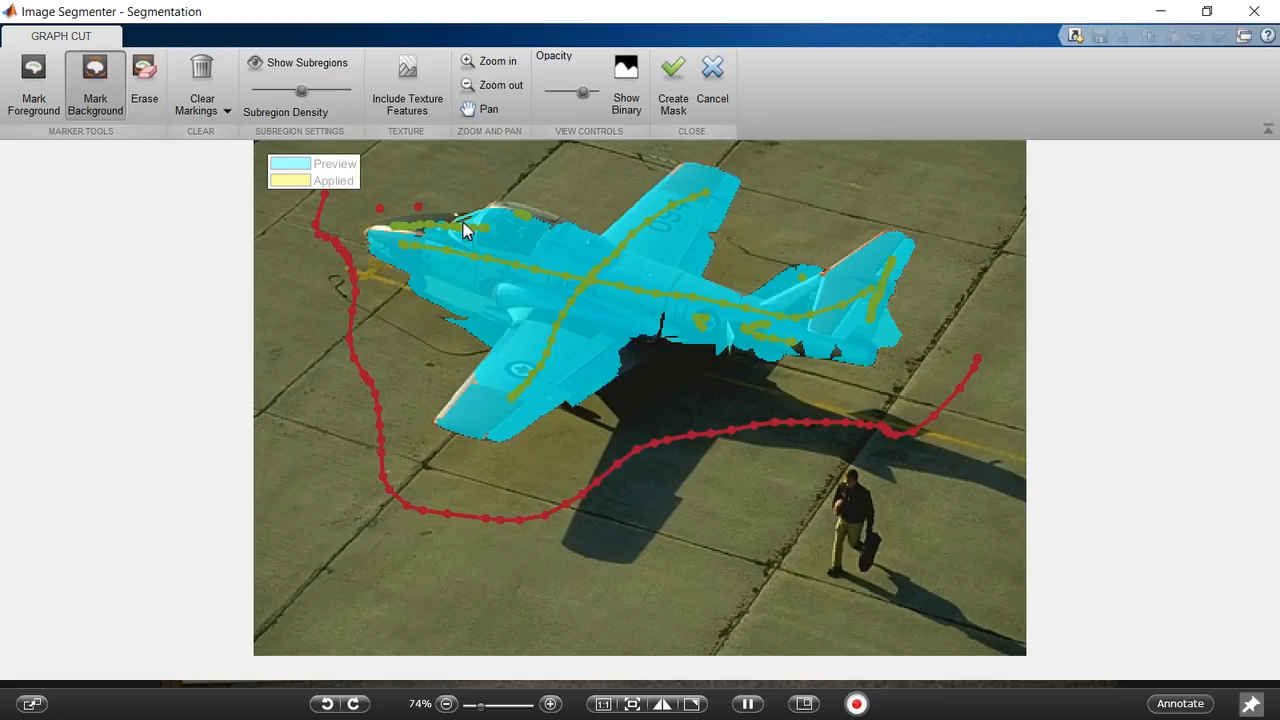 Image Segmenter - Segmentation
GRAPH CUT
Mark Foreground
Mark Background
Erase
Clear Markings
Show Subregions
Subregion Density
Include Texture Features
Zoom in
Zoom out
Pan
Opacity
Show Binary
Create Mask
Cancel
MARKER TOOLS
CLEAR
SUBREGION SETTINGS
TEXTURE
ZOOM AND PAN
VIEW CONTROLS
CLOSE
Preview
Applied
74%
1:1
Annotate